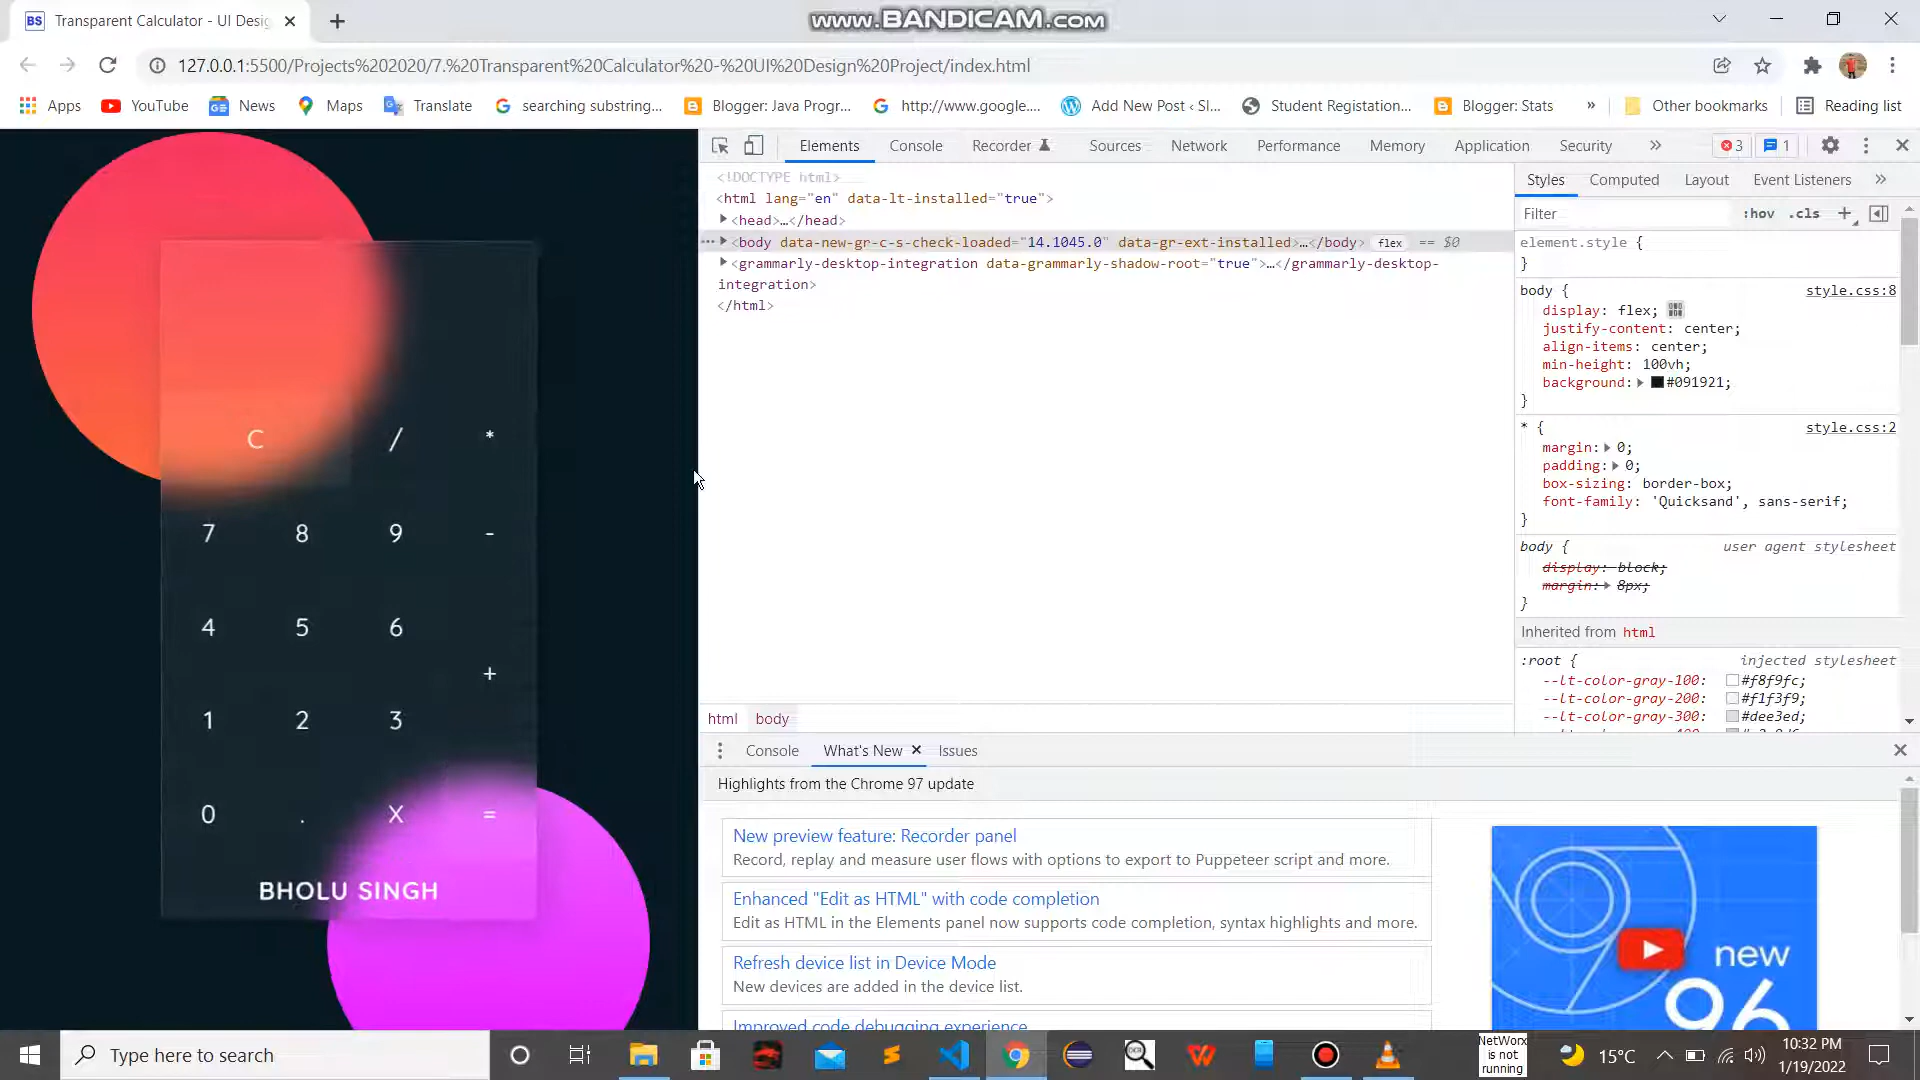 BS Transparent Calculator - UI Desig
www.BANDICAM.com
127.0.0.1:5500/Projects%202020/7.%20Transparent%20Calculator%20-%20UI%20Design%20Project/index.html
Apps YouTube News Maps Translate searching substring... Blogger: Java Progr... http://www.google.... Add New Post ‹ Sl... Student Registation... Blogger: Stats » Other bookmarks Reading list
C / *
7 8 9 -
4 5 6
+
1 2 3
0 . X =
BHOLU SINGH
Elements Console Recorder Sources Network Performance Memory Application Security » 3 1
<!DOCTYPE html>
<html lang="en" data-lt-installed="true">
<head>…</head>
<body data-new-gr-c-s-check-loaded="14.1045.0" data-gr-ext-installed>…</body> flex == $0
<grammarly-desktop-integration data-grammarly-shadow-root="true">…</grammarly-desktop-
integration>
</html>
html body
Styles Computed Layout Event Listeners »
Filter :hov .cls +
element.style {
}
body { style.css:8
display: flex;
justify-content: center;
align-items: center;
min-height: 100vh;
background: #091921;
}
* { style.css:2
margin: 0;
padding: 0;
box-sizing: border-box;
font-family: 'Quicksand', sans-serif;
}
body { user agent stylesheet
display: block;
margin: 8px;
}
Inherited from html
:root { injected stylesheet
--lt-color-gray-100: #f8f9fc;
--lt-color-gray-200: #f1f3f9;
--lt-color-gray-300: #dee3ed;
Console What's New Issues
Highlights from the Chrome 97 update
New preview feature: Recorder panel
Record, replay and measure user flows with options to export to Puppeteer script and more.
Enhanced "Edit as HTML" with code completion
Edit as HTML in the Elements panel now supports code completion, syntax highlights and more.
Refresh device list in Device Mode
New devices are added in the device list.
Improved code debugging experience
new
96
Type here to search
NetWorx
is not
running
15°C
10:32 PM
1/19/2022